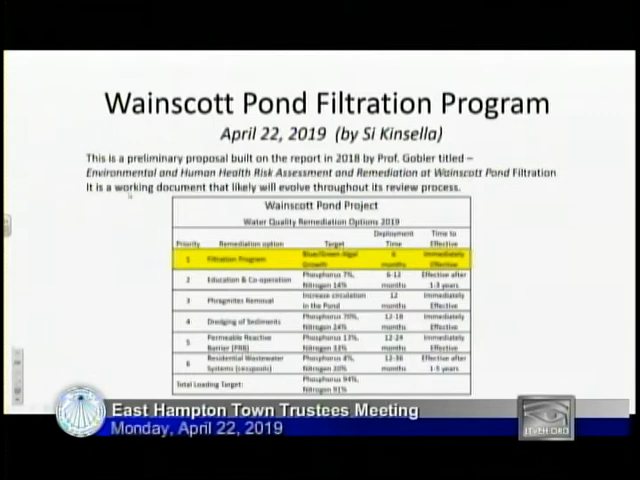 Wainscott Pond Filtration Program
April 22, 2019 (by Si Kinsella)
This is a preliminary proposal built on the report in 2018 by Prof. Gobler titled –
Environmental and Human Health Risk Assessment and Remediation at Wainscott Pond Filtration
It is a working document that likely will evolve throughout its review process.
Wainscott Pond Project
Water Quality Remediation Options 2019
Deployment Time to
Priority Remediation option Target Time Effective
1 Filtration Program Blue/Green Algal Growth 6 months Immediately Effective
2 Education & Co-operation Phosphorus 7%, Nitrogen 14% 6-12 months Effective after 1-3 years
3 Phragmites Removal Increase circulation in the Pond 12 months Immediately Effective
4 Dredging of Sediments Phosphorus 70%, Nitrogen 24% 12-18 months Immediately Effective
5 Permeable Reactive Barrier (PRB) Phosphorus 13%, Nitrogen 33% 12-24 months Immediately Effective
6 Residential Wastewater Systems (cesspools) Phosphorus 4%, Nitrogen 20% 12-36 months Effective after 1-5 years
Total Loading Target: Phosphorus 94%, Nitrogen 91%
East Hampton Town Trustees Meeting
Monday, April 22, 2019
LTVEH.ORG